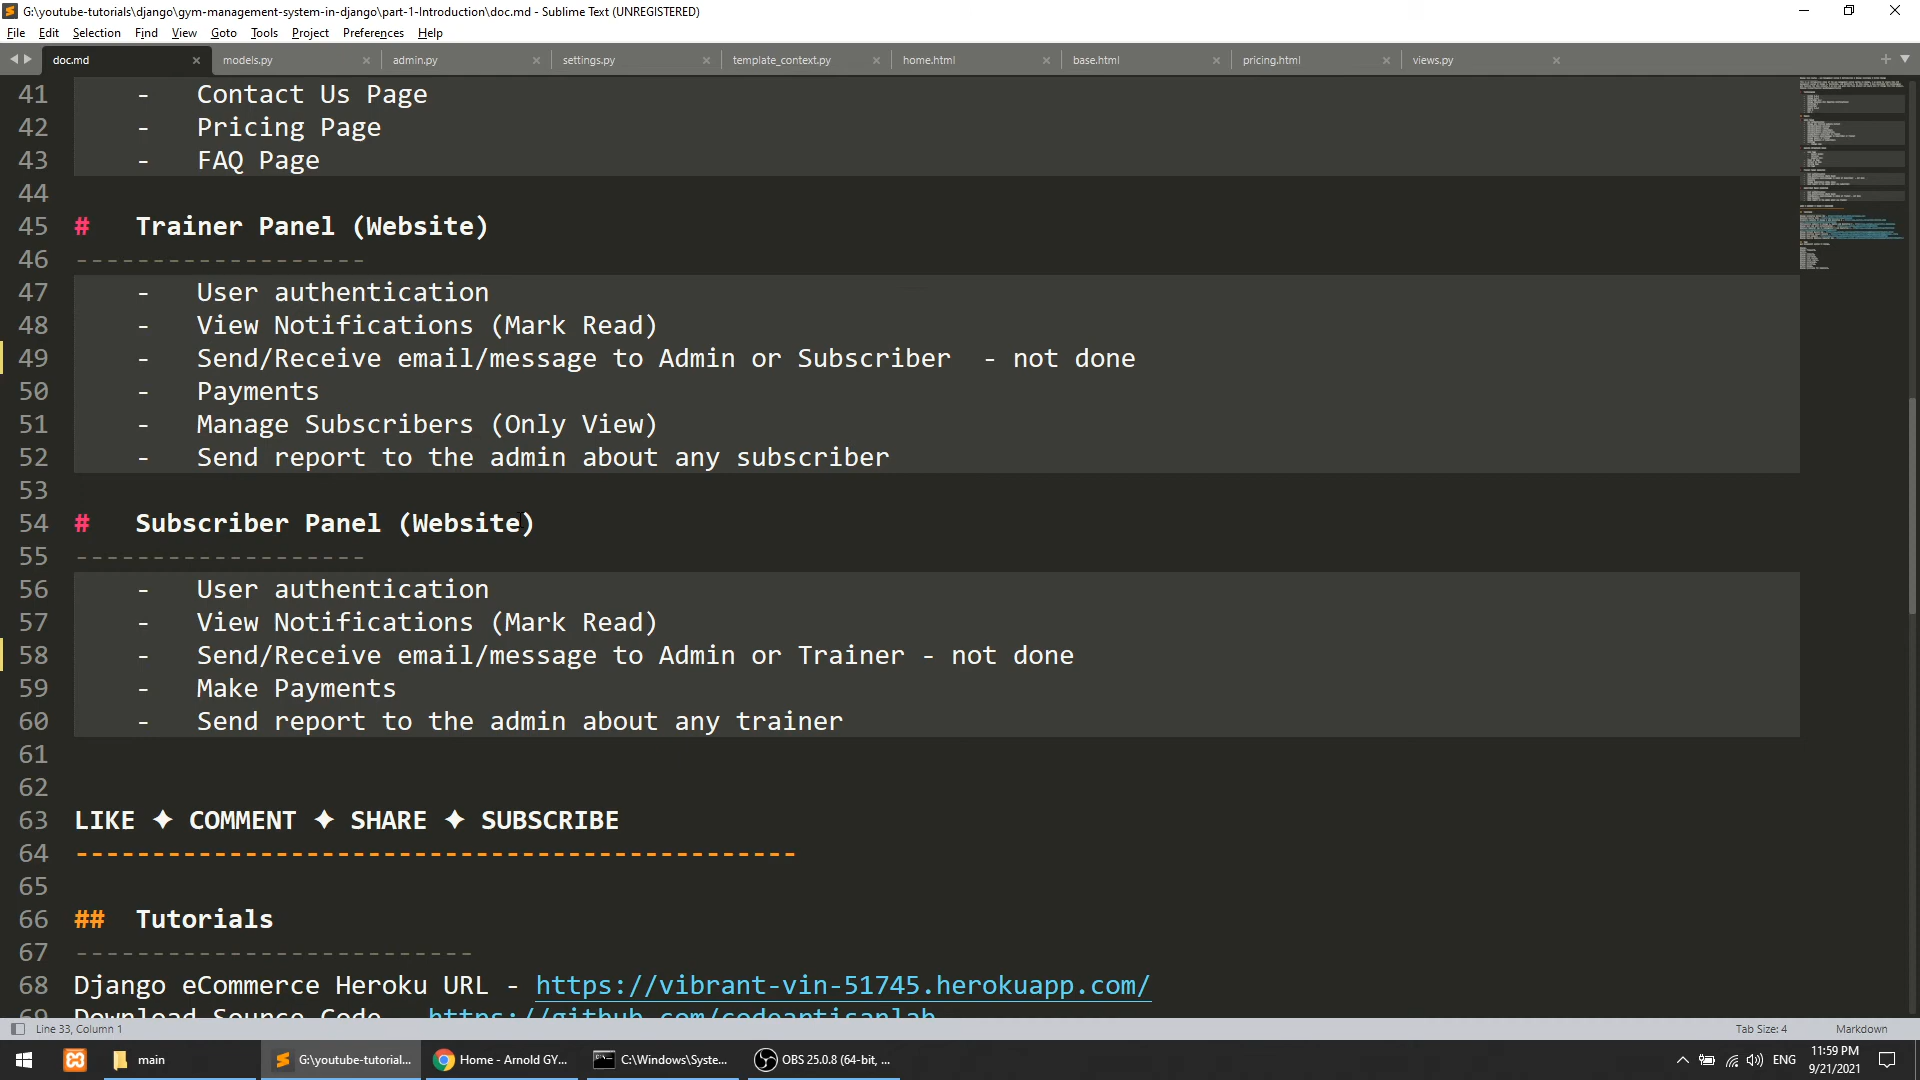 G:\youtube-tutorials\django\gym-management-system-in-django\part-1-Introduction\doc.md - Sublime Text (UNREGISTERED)
File Edit Selection Find View Goto Tools Project Preferences Help
doc.md models.py admin.py settings.py template_context.py home.html base.html pricing.html views.py
41 - Contact Us Page
42 - Pricing Page
43 - FAQ Page
44
45 # Trainer Panel (Website)
46 -------------------
47 - User authentication
48 - View Notifications (Mark Read)
49 - Send/Receive email/message to Admin or Subscriber - not done
50 - Payments
51 - Manage Subscribers (Only View)
52 - Send report to the admin about any subscriber
53
54 # Subscriber Panel (Website)
55 -------------------
56 - User authentication
57 - View Notifications (Mark Read)
58 - Send/Receive email/message to Admin or Trainer - not done
59 - Make Payments
60 - Send report to the admin about any trainer
61
62
63 LIKE ✦ COMMENT ✦ SHARE ✦ SUBSCRIBE
64 -----------------------------------------------
65
66 ## Tutorials
67 --------------------------
68 Django eCommerce Heroku URL - https://vibrant-vin-51745.herokuapp.com/
69 Download Source Code - https://github.com/codeartisanlab
Line 33, Column 1 Tab Size: 4 Markdown
main G:\youtube-tutorial... Home - Arnold GY... C:\Windows\Syste... OBS 25.0.8 (64-bit, ... ENG 11:59 PM
9/21/2021